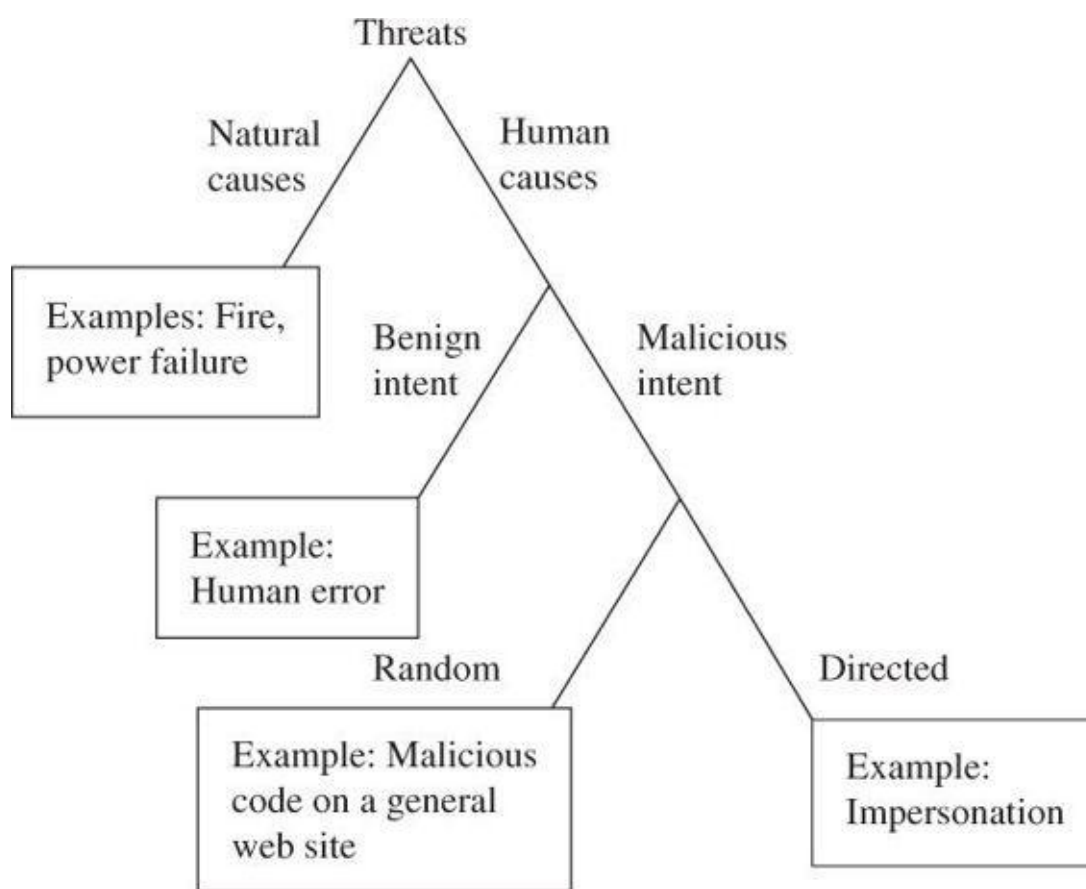 Threats
Natural
causes
Human
causes
Examples: Fire,
power failure
Benign
intent
Malicious
intent
Example:
Human error
Random
Directed
Example: Malicious
code on a general
web site
Example:
Impersonation